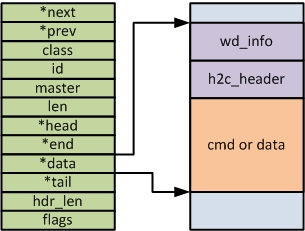 *next
*prev
class
id
master
len
*head
*end
*data
*tail
hdr_len
flags
wd_info
h2c_header
cmd or data